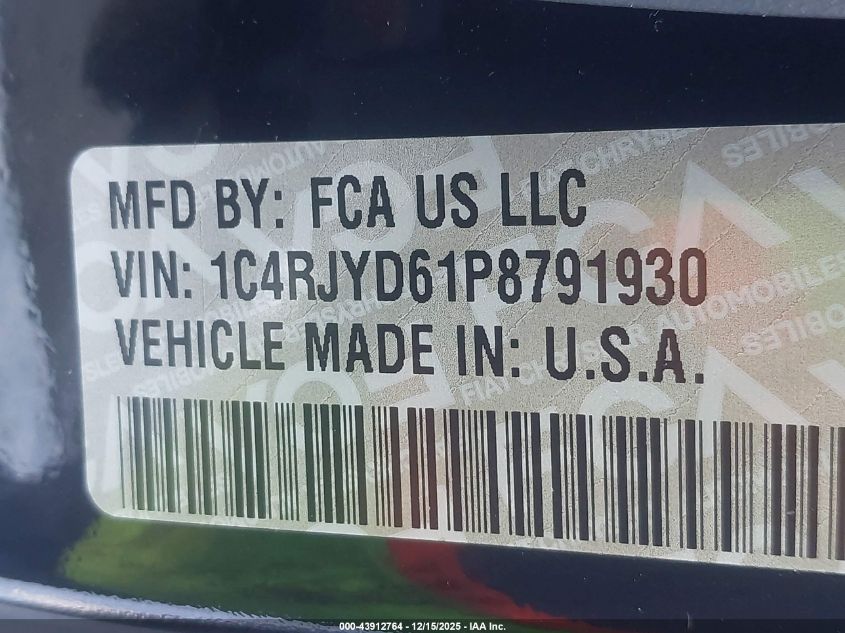 MFD BY: FCA US LLC
VIN: 1C4RJYD61P8791930
VEHICLE MADE IN: U.S.A.
000-43912764 - 12/15/2025 - IAA Inc.